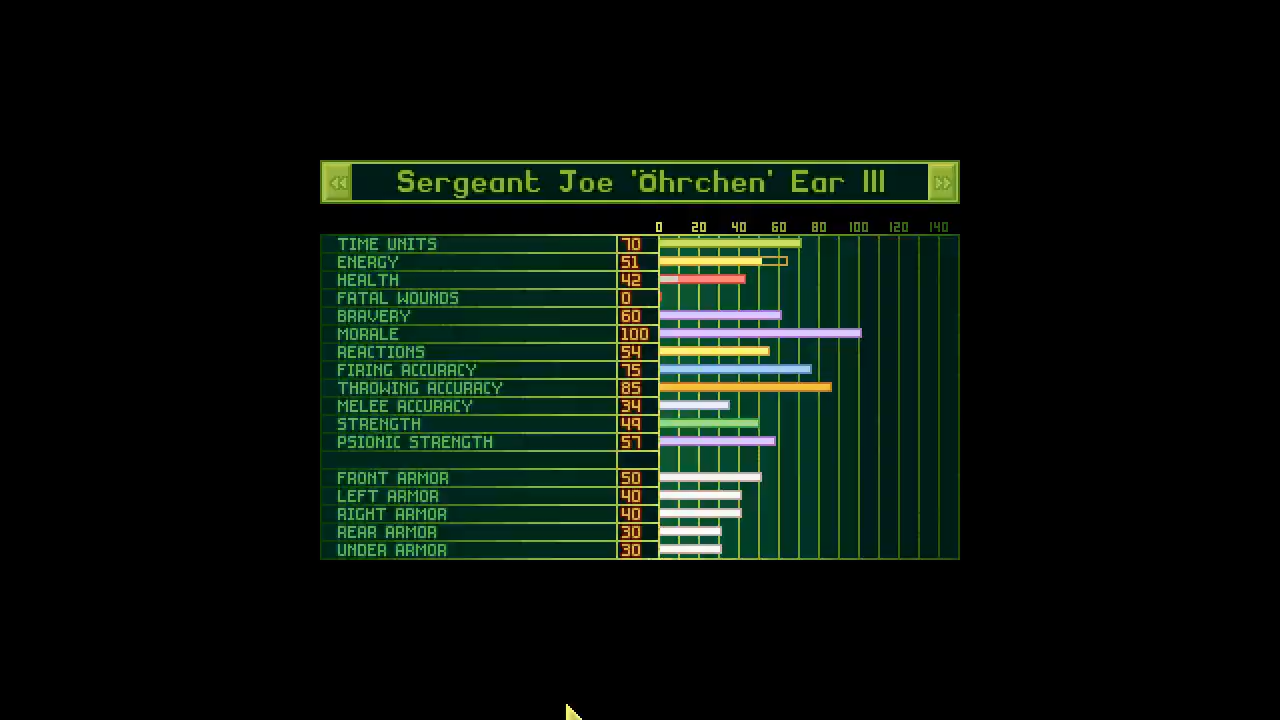 Sergeant Joe 'Öhrchen' Ear III
0 20 40 60 80 100 120 140
TIME UNITS 70
ENERGY 51
HEALTH 42
FATAL WOUNDS 0
BRAVERY 60
MORALE 100
REACTIONS 54
FIRING ACCURACY 75
THROWING ACCURACY 85
MELEE ACCURACY 34
STRENGTH 49
PSIONIC STRENGTH 57
FRONT ARMOR 50
LEFT ARMOR 40
RIGHT ARMOR 40
REAR ARMOR 30
UNDER ARMOR 30